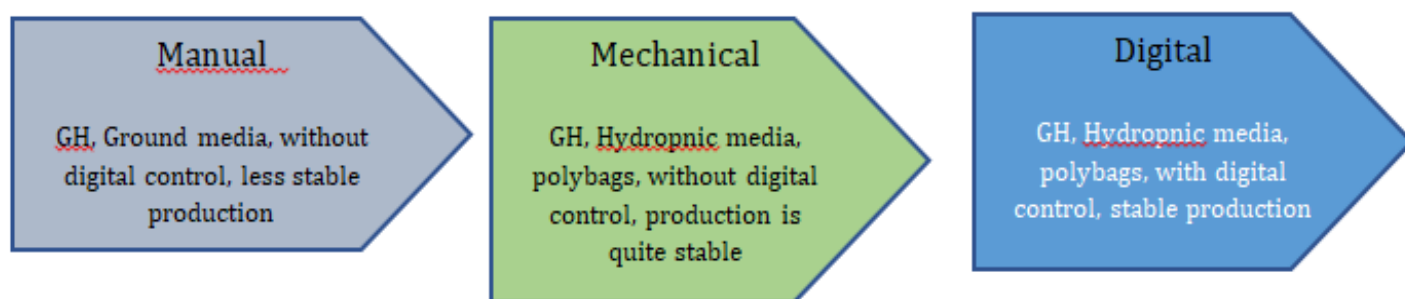 Manual
GH, Ground media, without
digital control, less stable
production
Mechanical
GH, Hydropnic media,
polybags, without digital
control, production is
quite stable
Digital
GH, Hydropnic media,
polybags, with digital
control, stable production